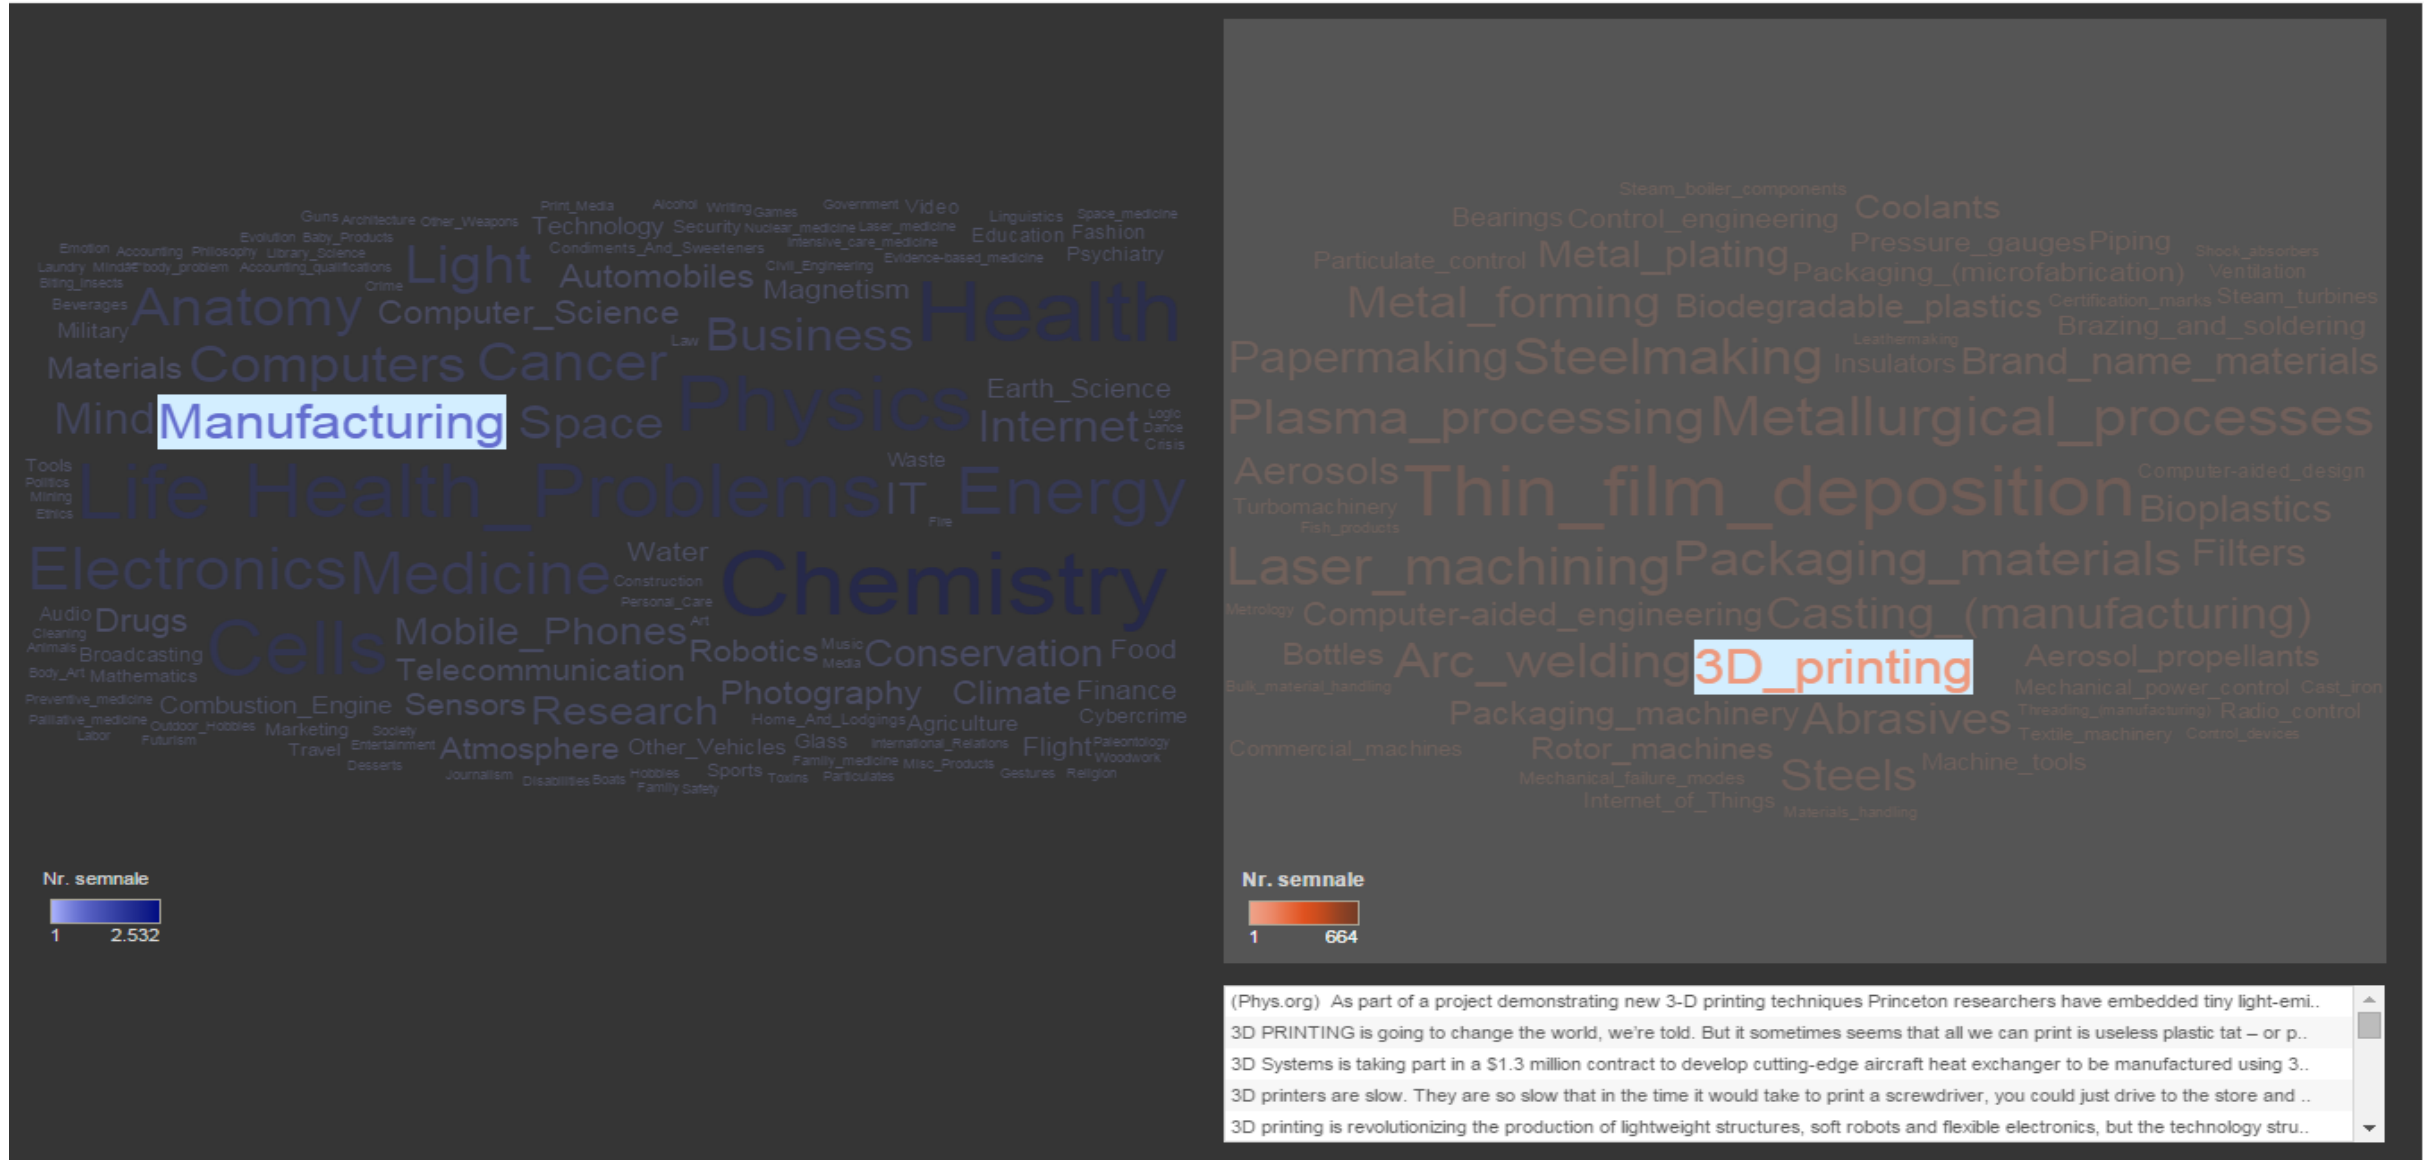 Print_Media Alcohol Writing Games Government Video
Guns Architecture Other_Weapons Technology Security Nuclear_medicine Laser_medicine Linguistics Space_medicine
Evolution Baby_Products Condiments_And_Sweeteners Intensive_care_medicine Education Fashion
Emotion Accounting Philosophy Library_Science Light Civil_Engineering Evidence-based_medicine Psychiatry
Laundry Mindâ€“body_problem Accounting_qualifications Automobiles Magnetism
Biting_Insects Crime
Beverages Anatomy Computer_Science Health
Military Law Business
Materials Computers Cancer
Earth_Science
Mind Manufacturing Space Physics Internet Logic
Dance
Crisis
Tools Waste
Politics
Mining Life Health_Problems IT Energy
Ethics Fire
Electronics Medicine Water Chemistry
Construction
Personal_Care
Audio Drugs Art
Cleaning Mobile_Phones
Animals Broadcasting Cells Robotics Music Conservation Food
Media
Body_Art Mathematics Telecommunication
Preventive_medicine Combustion_Engine Sensors Research Photography Climate Finance
Palliative_medicine Outdoor_Hobbies Marketing Society Home_And_Lodgings Agriculture Cybercrime
Labor Futurism Travel Entertainment Atmosphere Other_Vehicles Glass International_Relations Flight Paleontology
Desserts Family_medicine Misc_Products Woodwork
Journalism Disabilities Boats Hobbies Sports Toxins Particulates Gestures Religion
Family Safety
Nr. semnale
1 2.532
Steam_boiler_components
Bearings Control_engineering Coolants
Particulate_control Metal_plating Pressure_gauges Piping Shock_absorbers
Packaging_(microfabrication) Ventilation
Metal_forming Biodegradable_plastics Certification_marks Steam_turbines
Brazing_and_soldering
Leathermaking
Papermaking Steelmaking Insulators Brand_name_materials
Plasma_processing Metallurgical_processes
Aerosols Thin_film_deposition Computer-aided_design
Turbomachinery Bioplastics
Fish_products
Laser_machining Packaging_materials Filters
Metrology Computer-aided_engineering Casting_(manufacturing)
Bottles Arc_welding 3D_printing Aerosol_propellants
Bulk_material_handling Mechanical_power_control Cast_iron
Packaging_machinery Abrasives Threading_(manufacturing) Radio_control
Textile_machinery Control_devices
Commercial_machines Rotor_machines Machine_tools
Mechanical_failure_modes Steels
Internet_of_Things Materials_handling
Nr. semnale
1 664
(Phys.org) As part of a project demonstrating new 3-D printing techniques Princeton researchers have embedded tiny light-emi..
3D PRINTING is going to change the world, we're told. But it sometimes seems that all we can print is useless plastic tat – or p..
3D Systems is taking part in a $1.3 million contract to develop cutting-edge aircraft heat exchanger to be manufactured using 3..
3D printers are slow. They are so slow that in the time it would take to print a screwdriver, you could just drive to the store and ..
3D printing is revolutionizing the production of lightweight structures, soft robots and flexible electronics, but the technology stru..